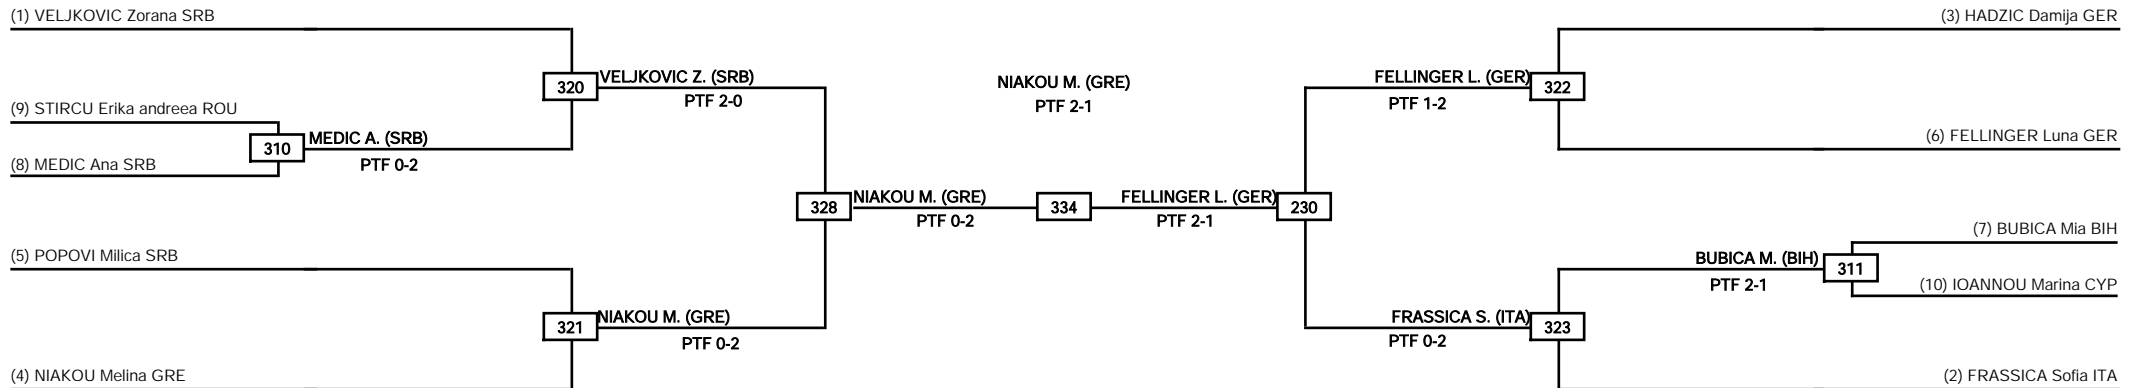 (1) VELJKOVIC Zorana SRB
(3) HADZIC Damija GER
320
VELJKOVIC Z. (SRB)
PTF 2-0
NIAKOU M. (GRE)
PTF 2-1
FELLINGER L. (GER)
PTF 1-2
322
(9) STIRCU Erika andreea ROU
310
MEDIC A. (SRB)
PTF 0-2
(8) MEDIC Ana SRB
(6) FELLINGER Luna GER
328
NIAKOU M. (GRE)
PTF 0-2
334
FELLINGER L. (GER)
PTF 2-1
230
(5) POPOVI Milica SRB
(7) BUBICA Mia BIH
BUBICA M. (BIH)
PTF 2-1
311
(10) IOANNOU Marina CYP
321
NIAKOU M. (GRE)
PTF 0-2
FRASSICA S. (ITA)
PTF 0-2
323
(4) NIAKOU Melina GRE
(2) FRASSICA Sofia ITA